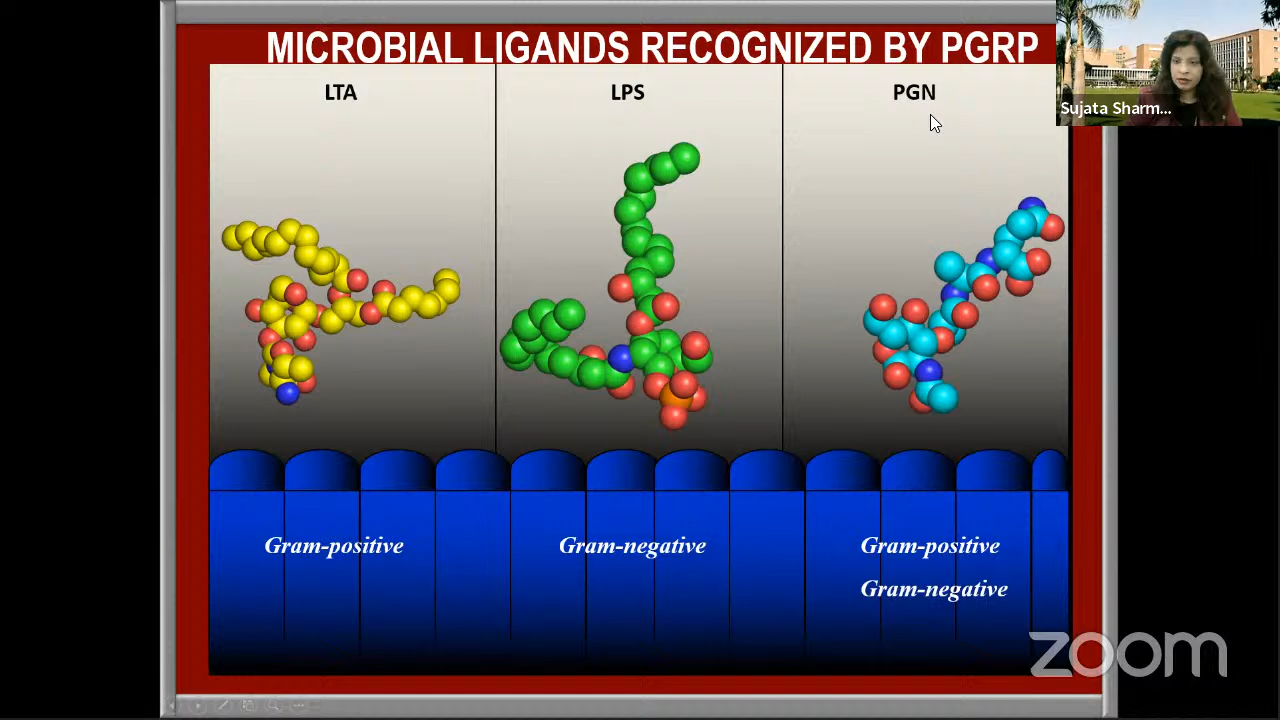 MICROBIAL LIGANDS RECOGNIZED BY PGRP
LTA
LPS
PGN
Sujata Sharm...
Gram-positive
Gram-negative
Gram-positive
Gram-negative
zoom